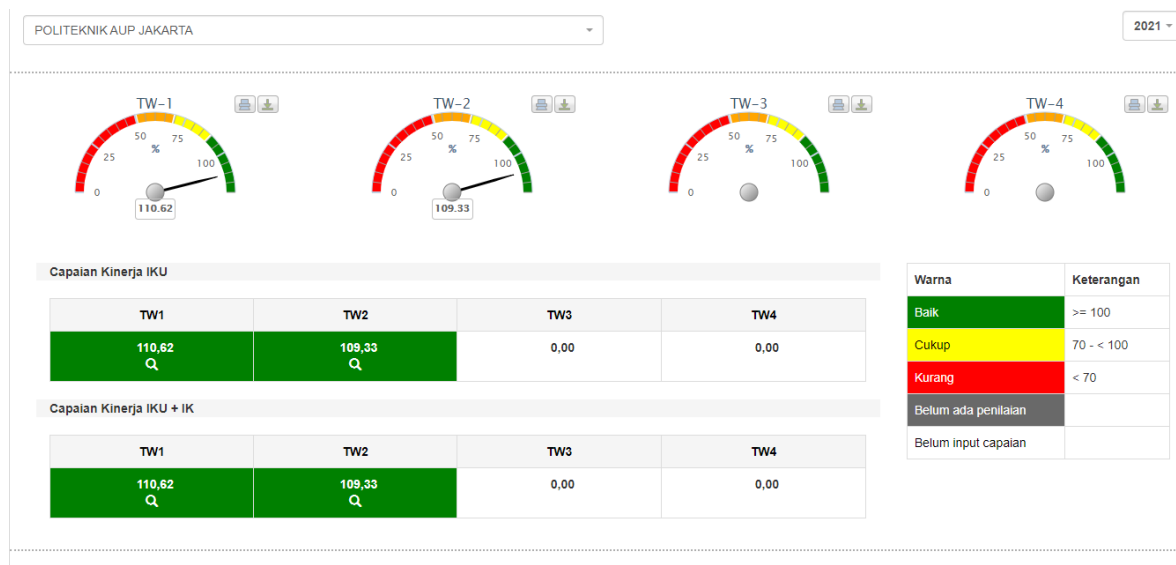 POLITEKNIK AUP JAKARTA
2021
TW-1
0 25 50 75 100
%
110.62
TW-2
0 25 50 75 100
%
109.33
TW-3
0 25 50 75 100
%
TW-4
0 25 50 75 100
%
Capaian Kinerja IKU
TW1 TW2 TW3 TW4
110,62 109,33 0,00 0,00
Capaian Kinerja IKU + IK
TW1 TW2 TW3 TW4
110,62 109,33 0,00 0,00
Warna Keterangan
Baik >= 100
Cukup 70 - < 100
Kurang < 70
Belum ada penilaian
Belum input capaian